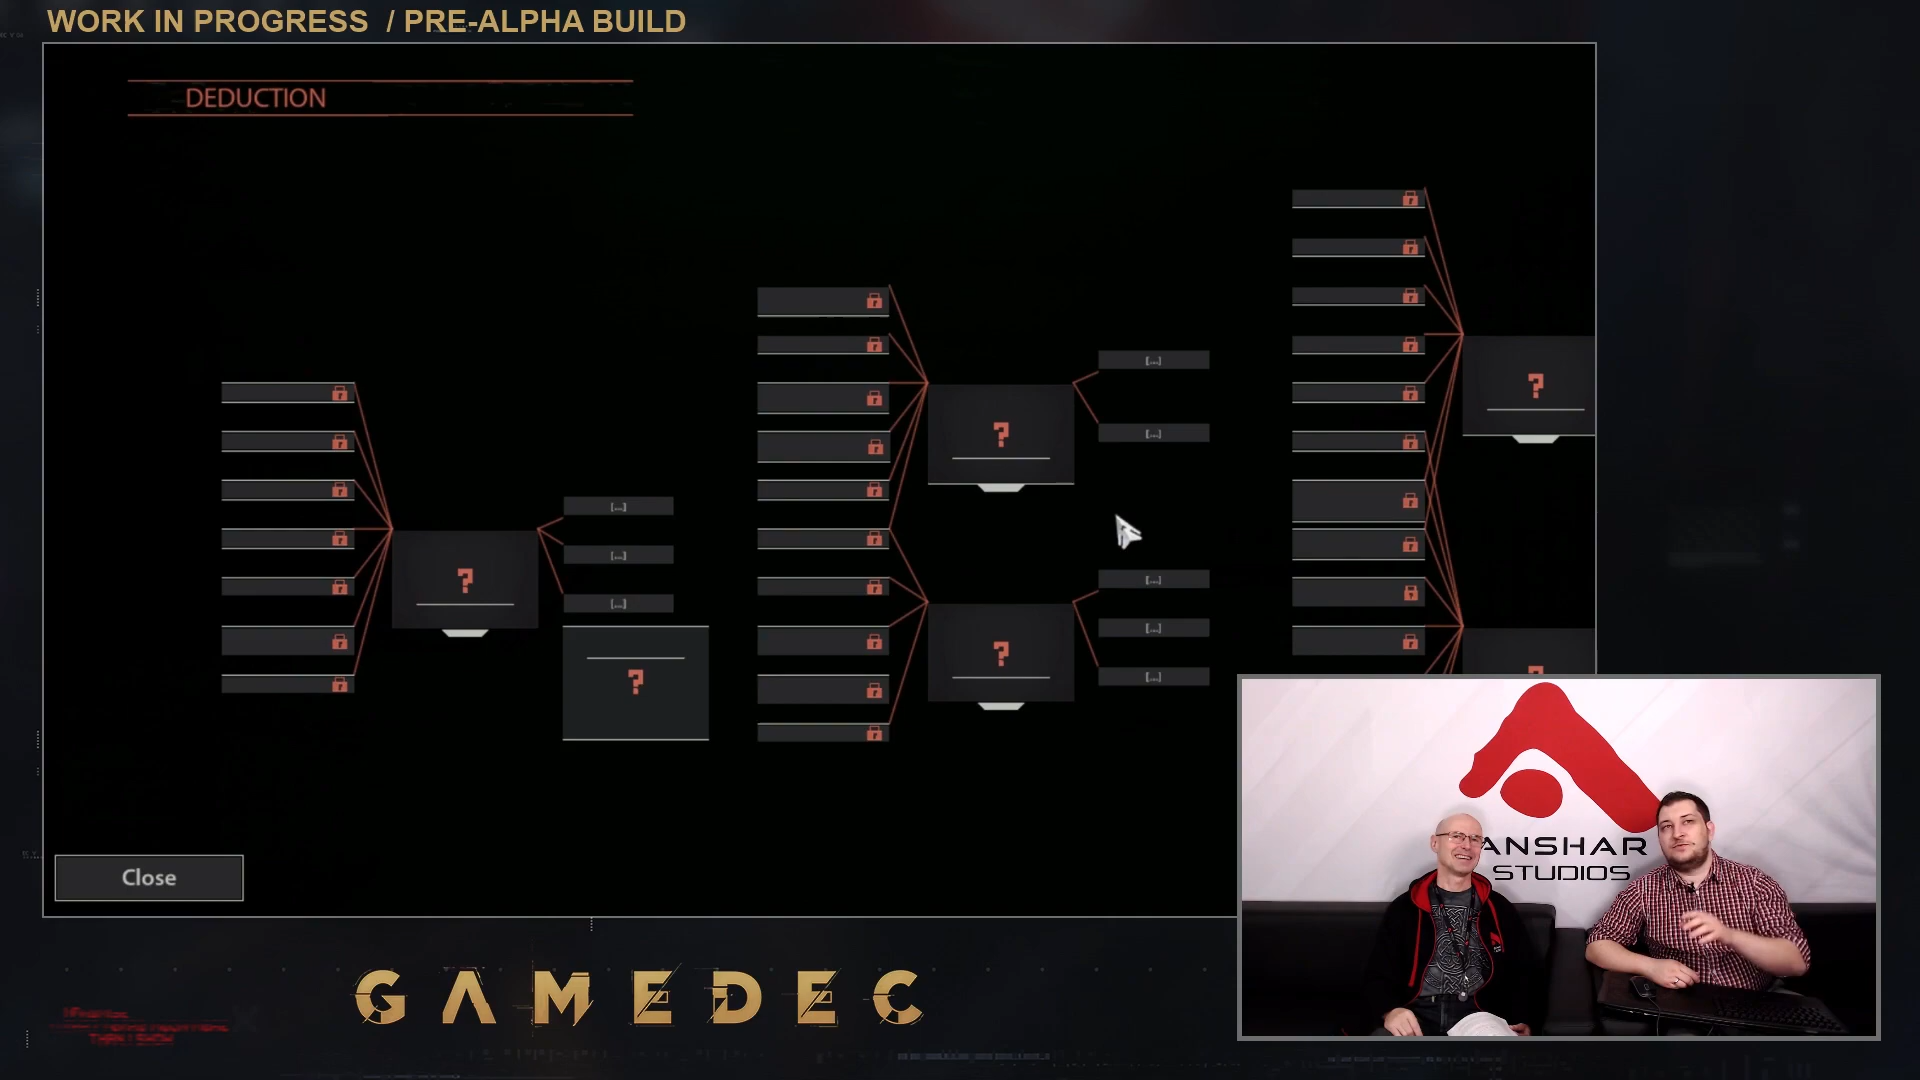 WORK IN PROGRESS / PRE-ALPHA BUILD
DEDUCTION
?
[...]
[...]
?
[...]
[...]
[...]
?
?
[...]
[...]
[...]
?
?
Close
ANSHAR
STUDIOS
GAMEDEC